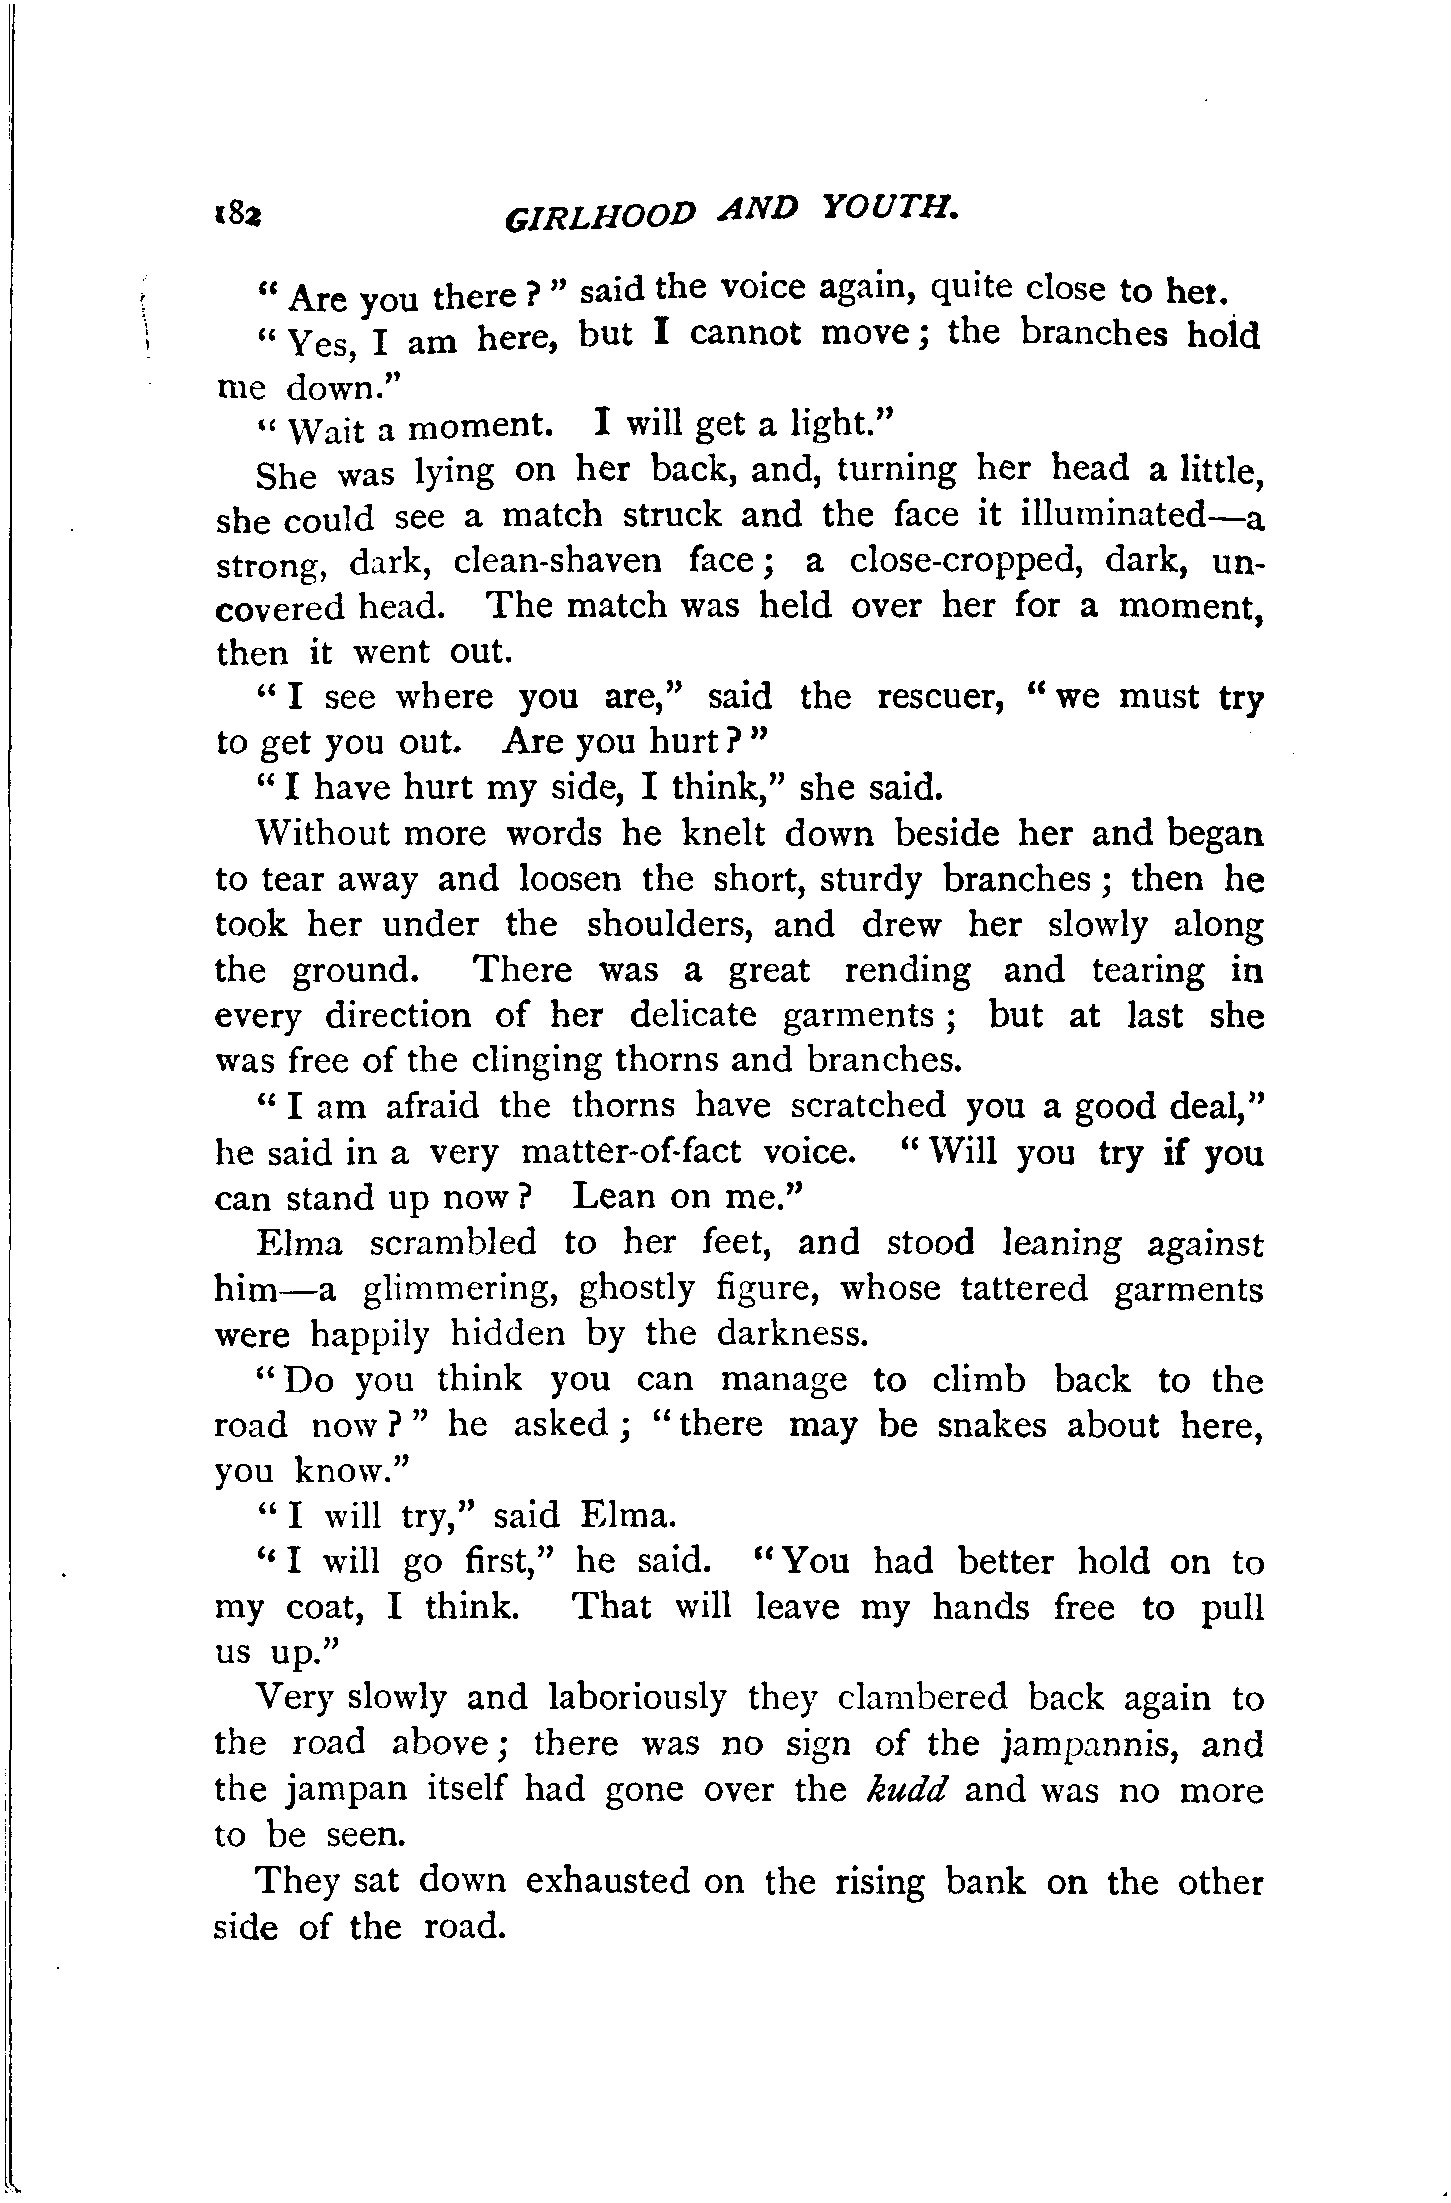 182 GIRLHOOD AND YOUTH.
“ Are you there ? ” said the voice again, quite close to her.
“ Yes, I am here, but I cannot move ; the branches hold
me down.”
“ Wait a moment. I will get a light.”
She was lying on her back, and, turning her head a little,
she could see a match struck and the face it illuminated—a
strong, dark, clean-shaven face ; a close-cropped, dark, un-
covered head. The match was held over her for a moment,
then it went out.
“ I see where you are,” said the rescuer, “ we must try
to get you out. Are you hurt ? ”
“ I have hurt my side, I think,” she said.
Without more words he knelt down beside her and began
to tear away and loosen the short, sturdy branches ; then he
took her under the shoulders, and drew her slowly along
the ground. There was a great rending and tearing in
every direction of her delicate garments ; but at last she
was free of the clinging thorns and branches.
“ I am afraid the thorns have scratched you a good deal,”
he said in a very matter-of-fact voice. “ Will you try if you
can stand up now ? Lean on me.”
Elma scrambled to her feet, and stood leaning against
him—a glimmering, ghostly figure, whose tattered garments
were happily hidden by the darkness.
“ Do you think you can manage to climb back to the
road now ? ” he asked ; “ there may be snakes about here,
you know.”
“ I will try,” said Elma.
“ I will go first,” he said. “ You had better hold on to
my coat, I think. That will leave my hands free to pull
us up.”
Very slowly and laboriously they clambered back again to
the road above ; there was no sign of the jampannis, and
the jampan itself had gone over the kudd and was no more
to be seen.
They sat down exhausted on the rising bank on the other
side of the road.